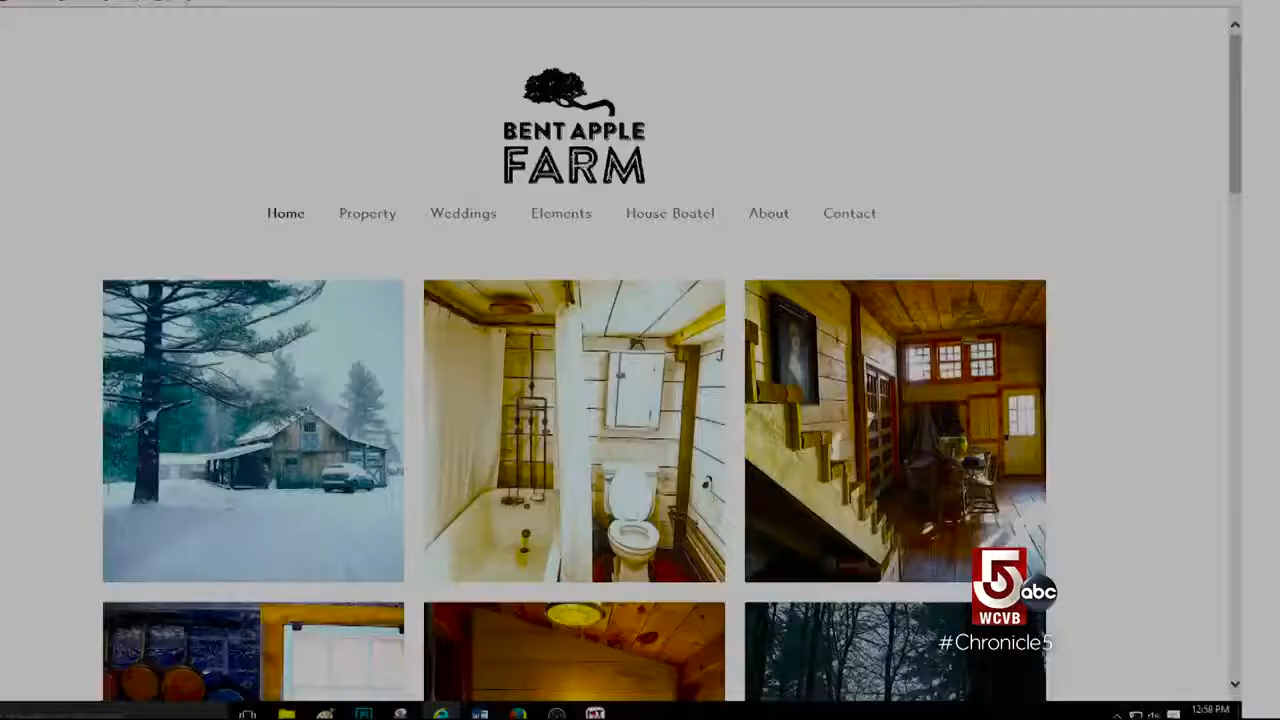 BENT APPLE
FARM
Home Property Weddings Elements House Boatel About Contact
5 abc
WCVB
#Chronicle5
12:58 PM